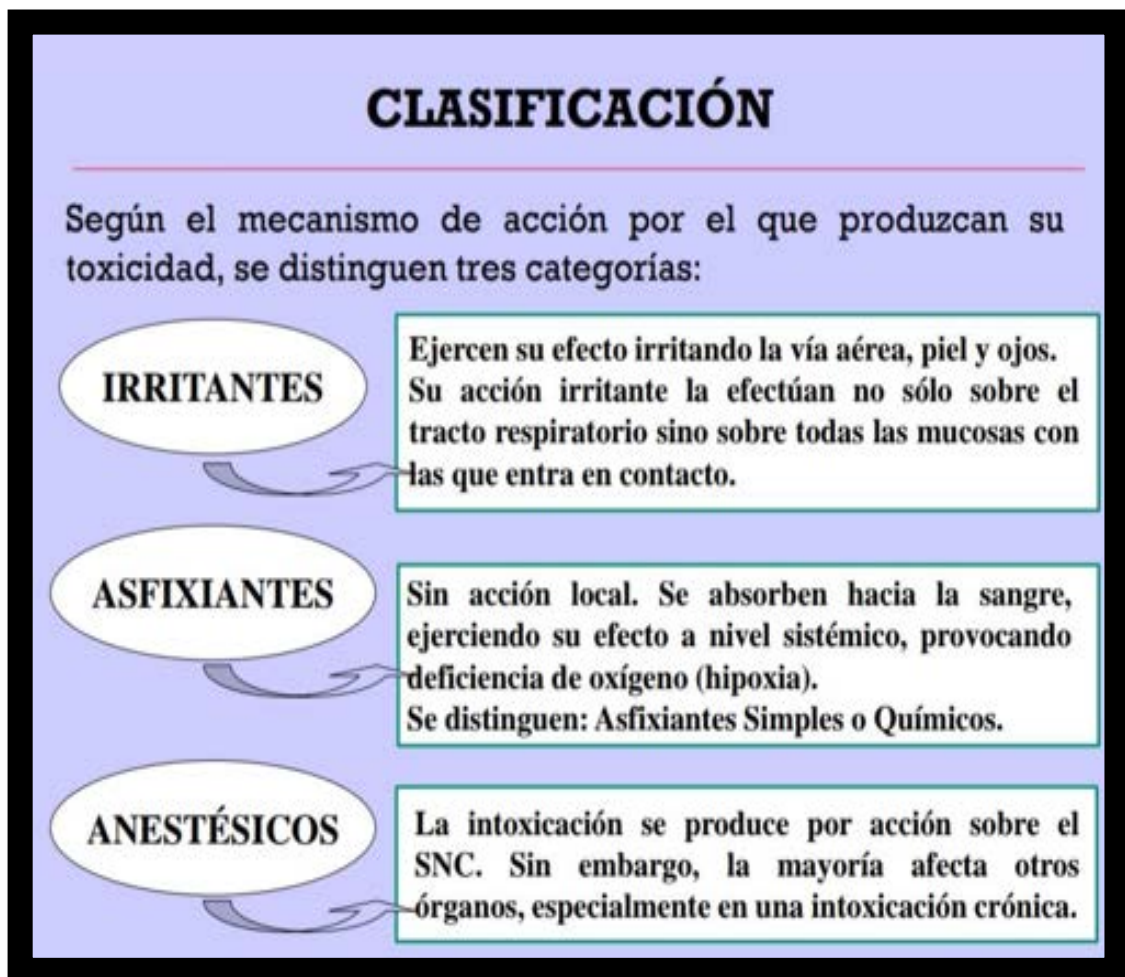 CLASIFICACIÓN
Según el mecanismo de acción por el que produzcan su
toxicidad, se distinguen tres categorías:
IRRITANTES
Ejercen su efecto irritando la vía aérea, piel y ojos.
Su acción irritante la efectúan no sólo sobre el
tracto respiratorio sino sobre todas las mucosas con
las que entra en contacto.
ASFIXIANTES
Sin acción local. Se absorben hacia la sangre,
ejerciendo su efecto a nivel sistémico, provocando
deficiencia de oxígeno (hipoxia).
Se distinguen: Asfixiantes Simples o Químicos.
ANESTÉSICOS
La intoxicación se produce por acción sobre el
SNC. Sin embargo, la mayoría afecta otros
órganos, especialmente en una intoxicación crónica.